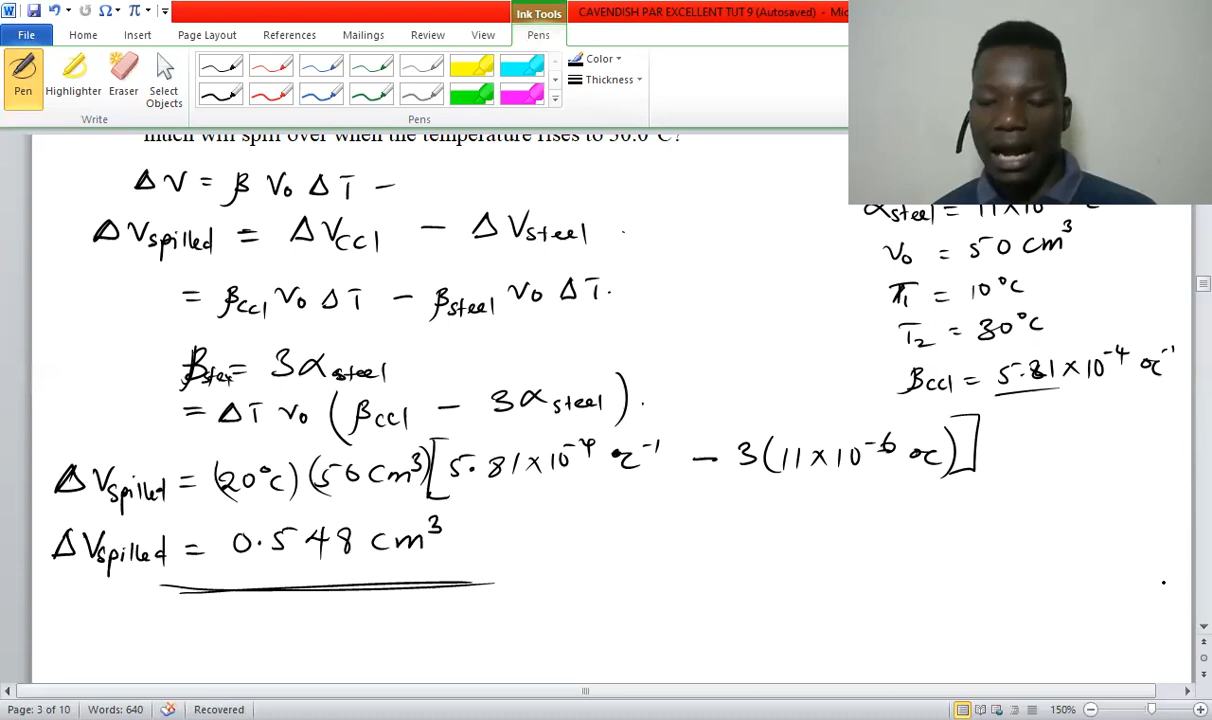 CAVENDISH PAR EXCELLENT TUT 9 (Autosaved) - Mi
Ink Tools
File Home Insert Page Layout References Mailings Review View Pens
Pen Highlighter Eraser Select Objects
Color
Thickness
Write Pens
much will spill over when the temperature rises to 30.0°C?
ΔV = β V₀ ΔT -
α steel = 11×10
ΔV spilled = ΔV CCl - ΔV steel
V₀ = 50 cm³
= β CCl V₀ ΔT - β steel V₀ ΔT.
T₁ = 10°C
T₂ = 30°C
β = 3α steel
β CCl = 5.81×10⁻⁴ °C⁻¹
= ΔT V₀ (β CCl - 3α steel).
ΔV spilled = (20°C)(50 cm³)[5.81×10⁻⁴ °C⁻¹ - 3(11×10⁻⁶ °C)]
ΔV spilled = 0.548 cm³
Page: 3 of 10 Words: 640 Recovered 150%